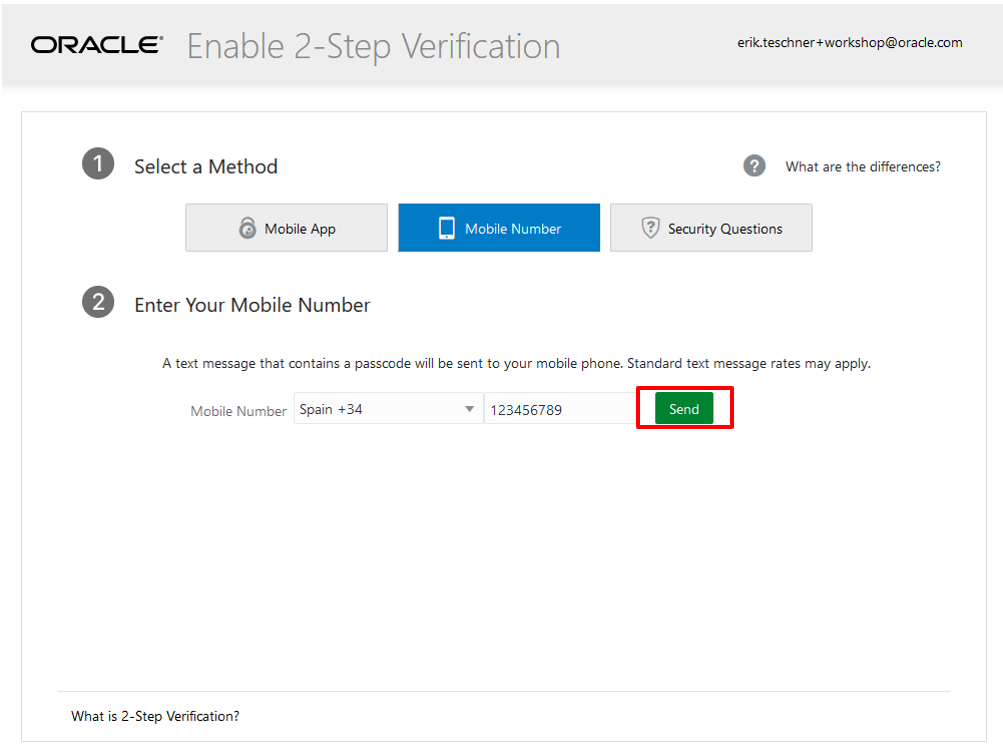 ORACLE® Enable 2-Step Verification erik.teschner+workshop@oracle.com
1 Select a Method ? What are the differences?
Mobile App Mobile Number ? Security Questions
2 Enter Your Mobile Number
A text message that contains a passcode will be sent to your mobile phone. Standard text message rates may apply.
Mobile Number Spain +34 123456789 Send
What is 2-Step Verification?